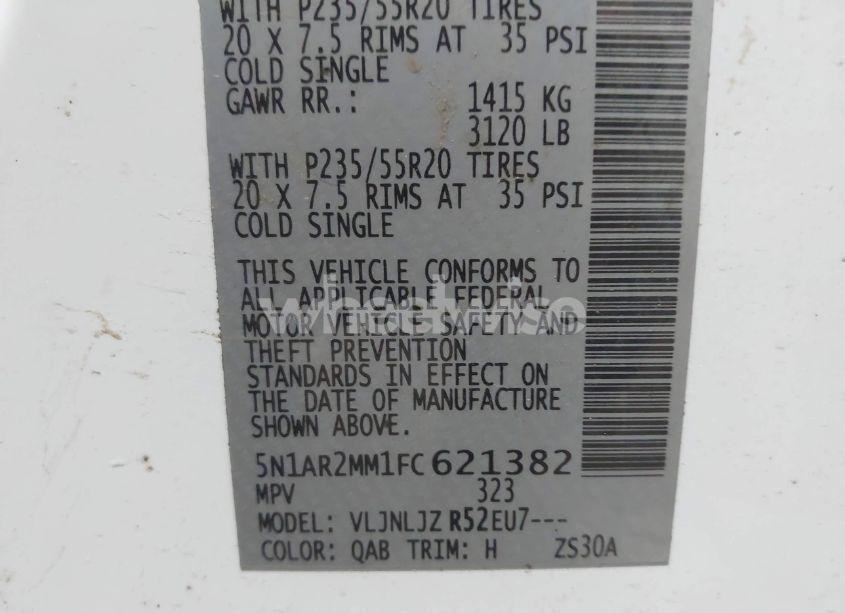 WITH P235/55R20 TIRES
20 X 7.5 RIMS AT 35 PSI
COLD SINGLE
GAWR RR.: 1415 KG
3120 LB
WITH P235/55R20 TIRES
20 X 7.5 RIMS AT 35 PSI
COLD SINGLE
THIS VEHICLE CONFORMS TO
ALL APPLICABLE FEDERAL
MOTOR VEHICLE SAFETY AND
THEFT PREVENTION
STANDARDS IN EFFECT ON
THE DATE OF MANUFACTURE
SHOWN ABOVE.
5N1AR2MM1FC621382
MPV 323
MODEL: VLJNLJZ R52EU7---
COLOR: QAB TRIM: H ZS30A